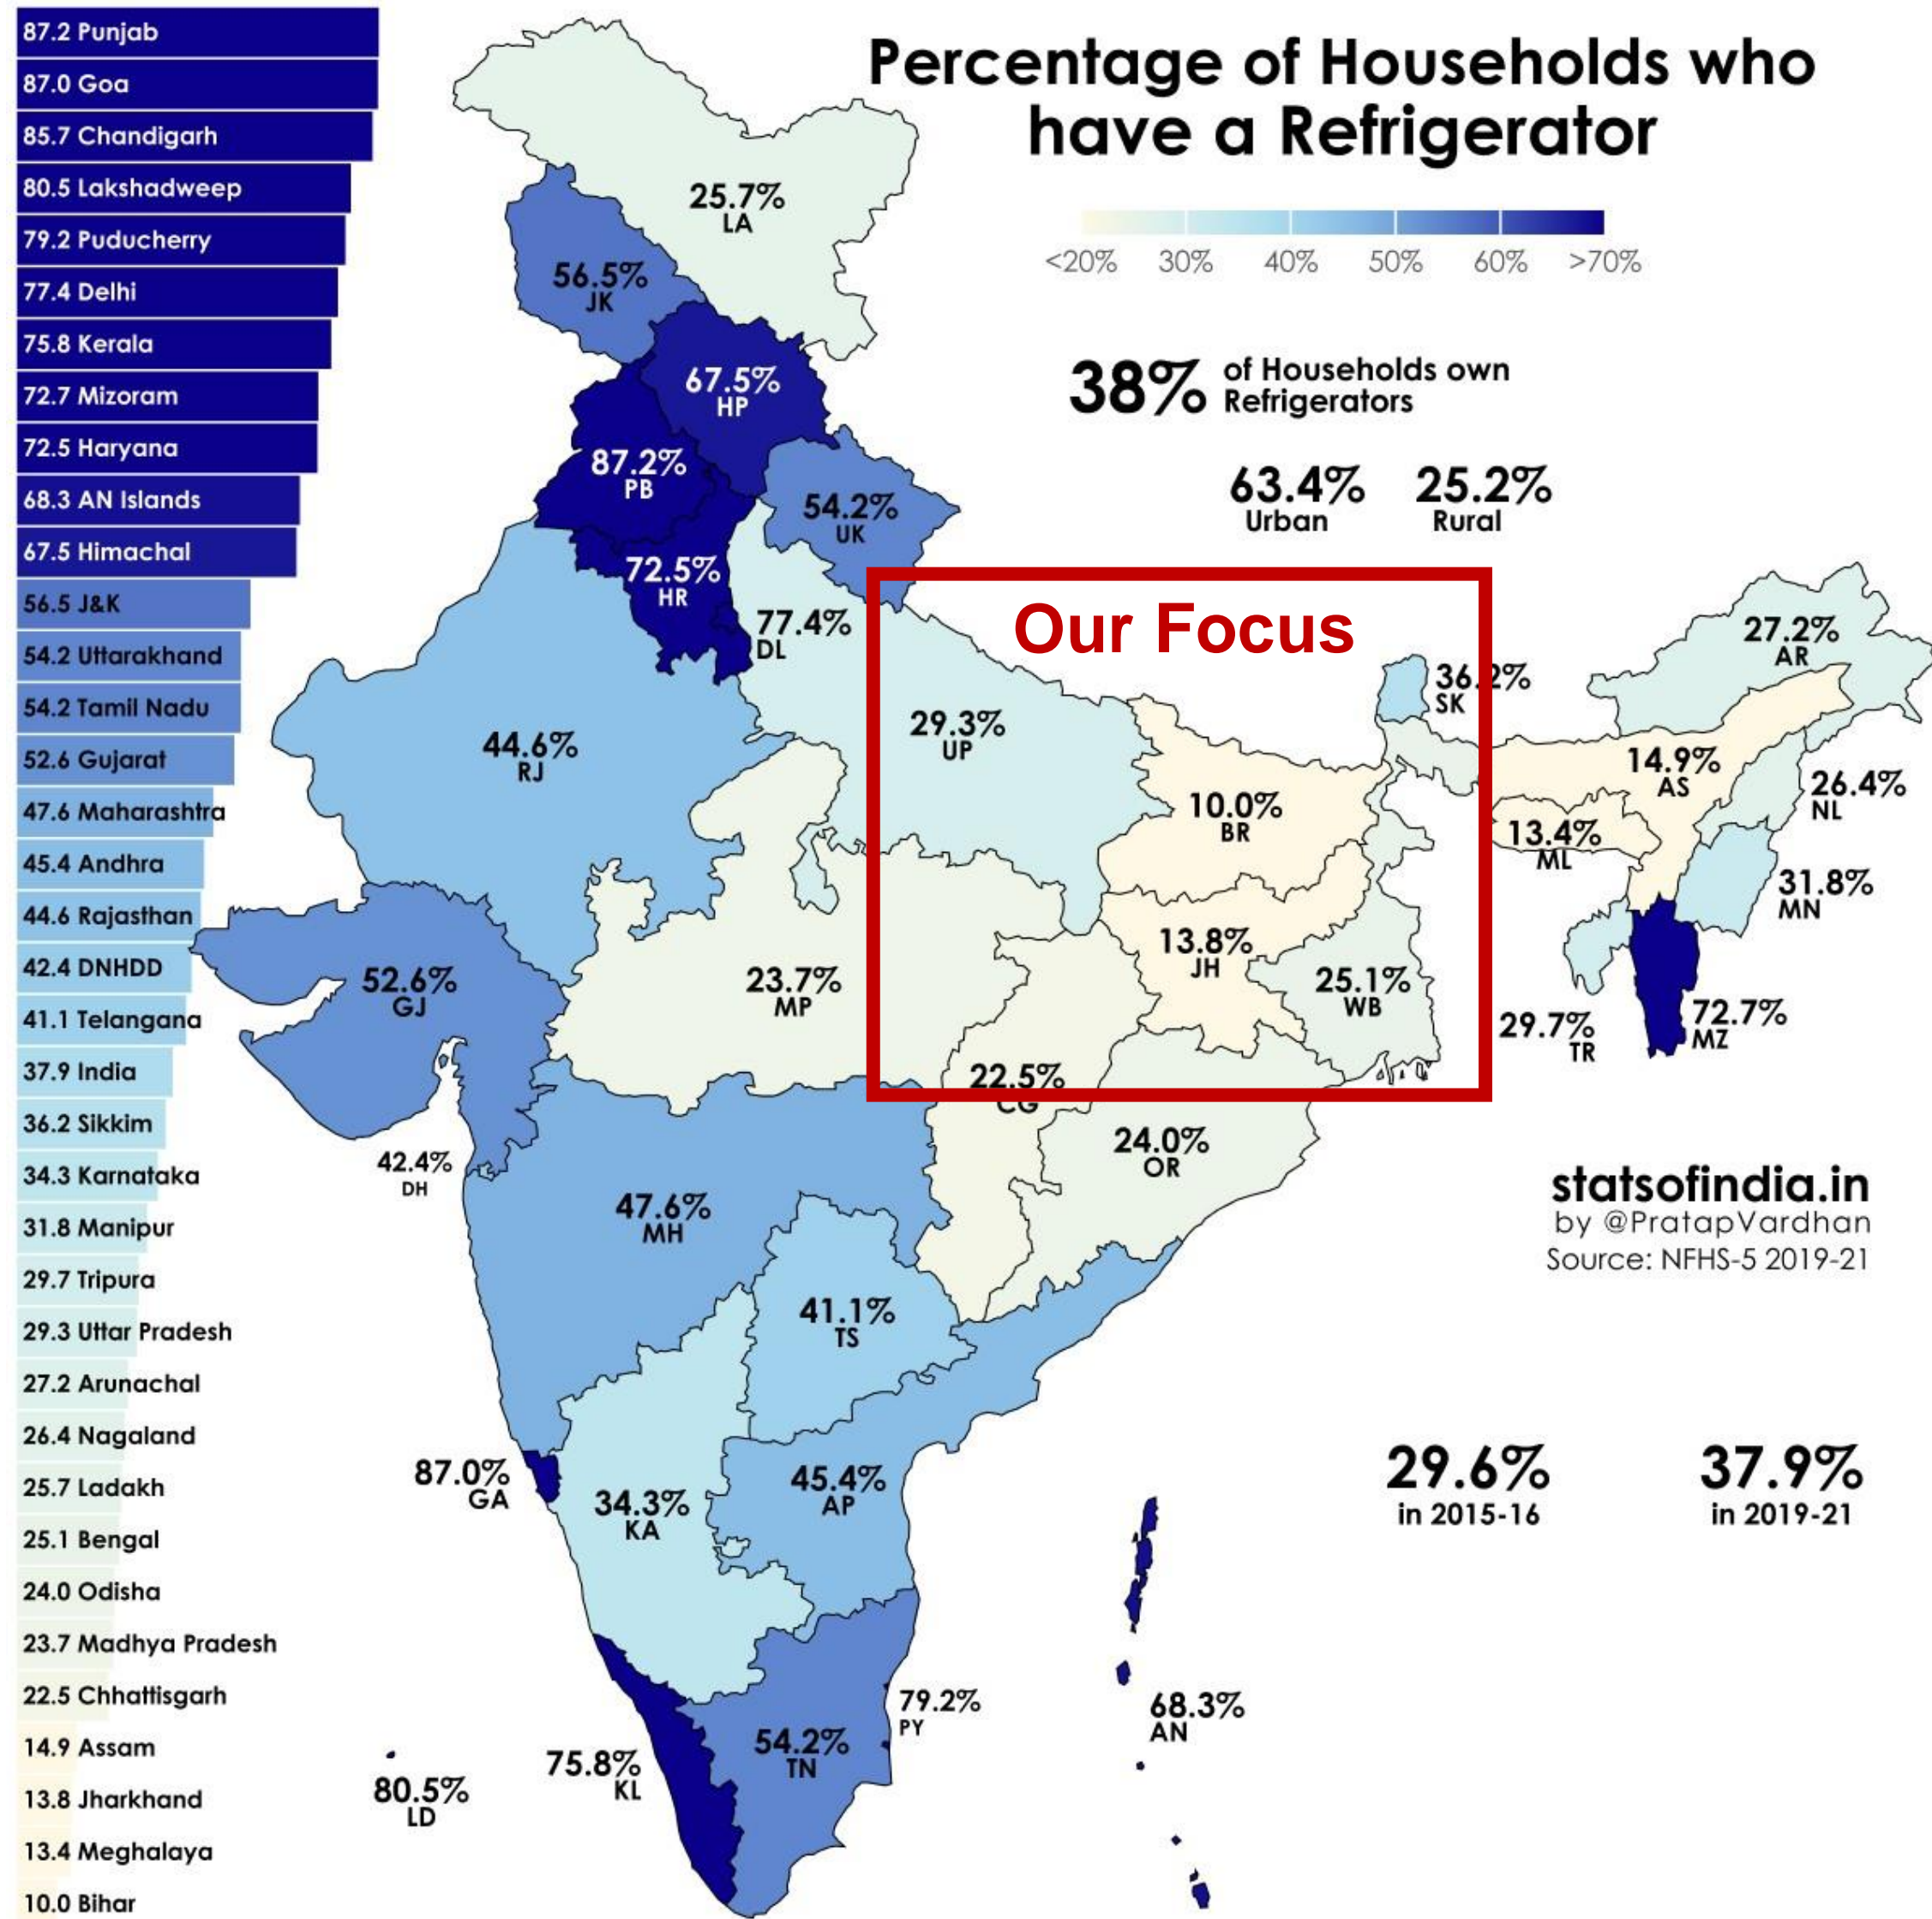 87.2 Punjab
87.0 Goa
85.7 Chandigarh
80.5 Lakshadweep
79.2 Puducherry
77.4 Delhi
75.8 Kerala
72.7 Mizoram
72.5 Haryana
68.3 AN Islands
67.5 Himachal
56.5 J&K
54.2 Uttarakhand
54.2 Tamil Nadu
52.6 Gujarat
47.6 Maharashtra
45.4 Andhra
44.6 Rajasthan
42.4 DNHDD
41.1 Telangana
37.9 India
36.2 Sikkim
34.3 Karnataka
31.8 Manipur
29.7 Tripura
29.3 Uttar Pradesh
27.2 Arunachal
26.4 Nagaland
25.7 Ladakh
25.1 Bengal
24.0 Odisha
23.7 Madhya Pradesh
22.5 Chhattisgarh
14.9 Assam
13.8 Jharkhand
13.4 Meghalaya
10.0 Bihar
Percentage of Households who
have a Refrigerator
<20% 30% 40% 50% 60% >70%
38% of Households own
Refrigerators
63.4% 25.2%
Urban Rural
Our Focus
25.7%
LA
56.5%
JK
67.5%
HP
87.2%
PB
54.2%
UK
72.5%
HR
77.4%
DL
27.2%
AR
36.2%
SK
29.3%
UP
44.6%
RJ
14.9%
AS
26.4%
NL
10.0%
BR
13.4%
ML
31.8%
MN
13.8%
JH
25.1%
WB
52.6%
GJ
23.7%
MP
29.7%
TR
72.7%
MZ
22.5%
CG
24.0%
OR
42.4%
DH
47.6%
MH
41.1%
TS
87.0%
GA
34.3%
KA
45.4%
AP
79.2%
PY
68.3%
AN
54.2%
TN
75.8%
KL
80.5%
LD
statsofindia.in
by @PratapVardhan
Source: NFHS-5 2019-21
29.6% 37.9%
in 2015-16 in 2019-21